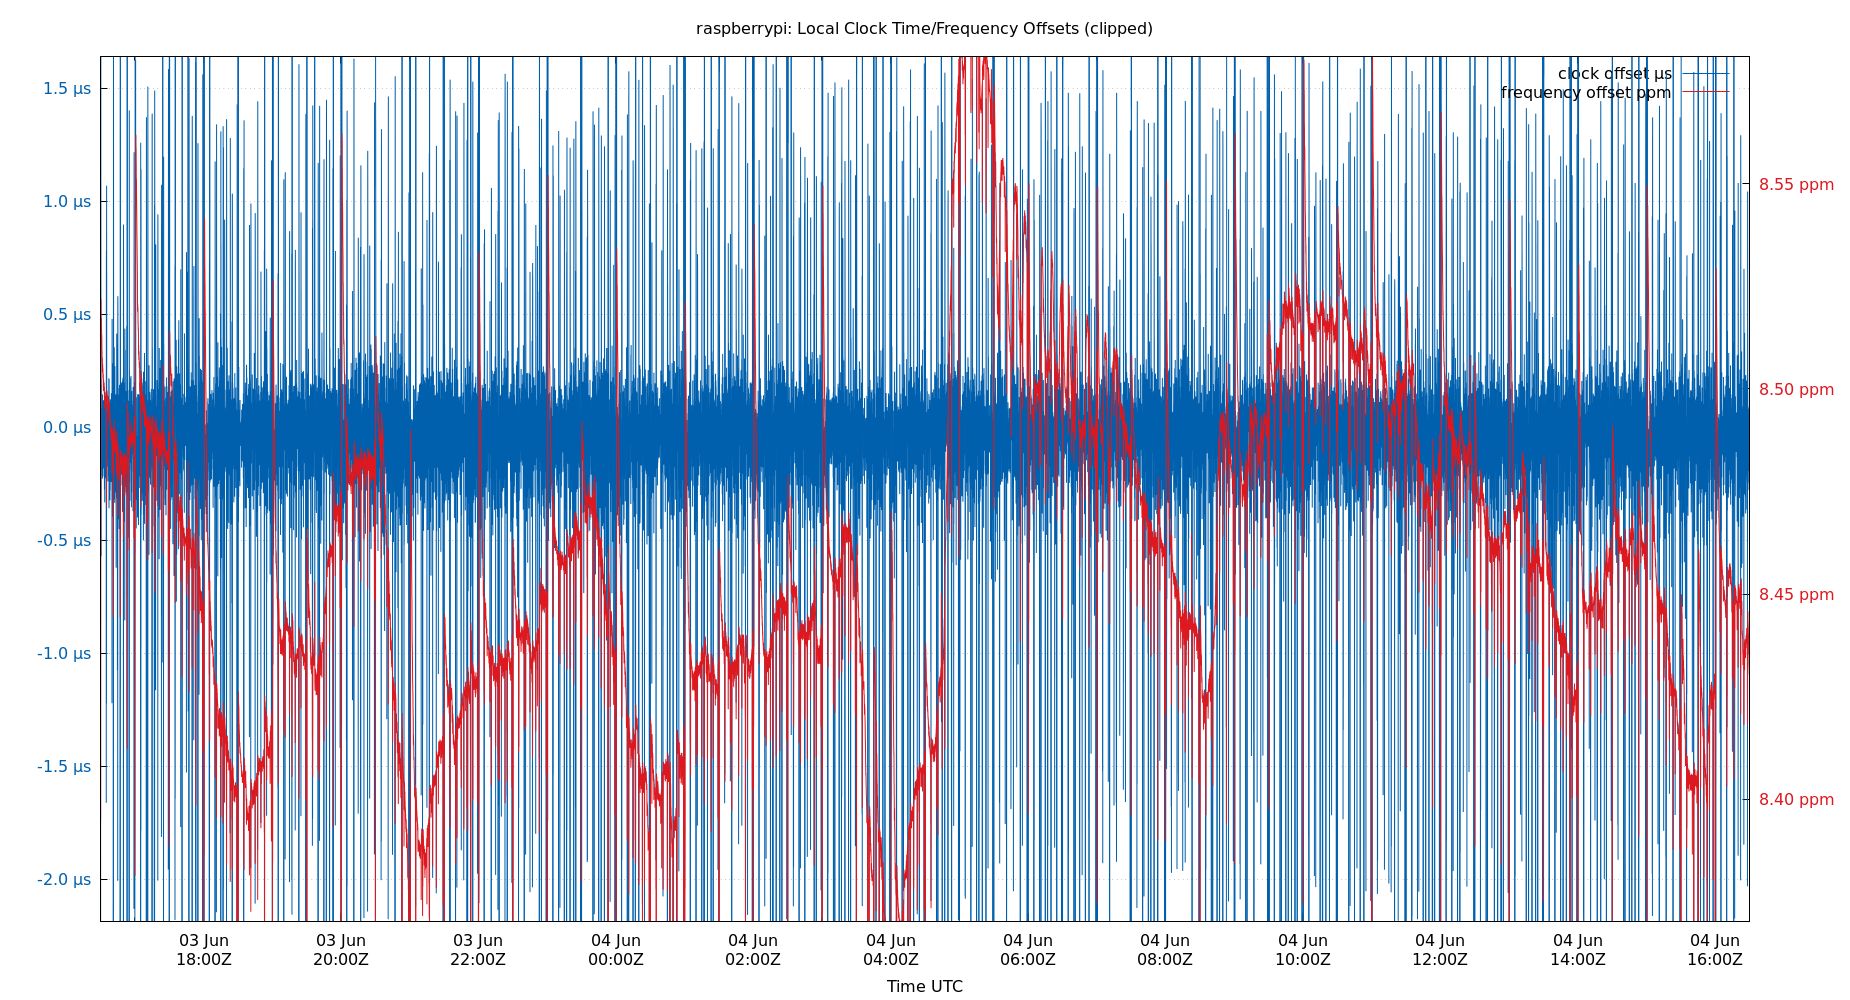 raspberrypi: Local Clock Time/Frequency Offsets (clipped)
clock offset µs
frequency offset ppm
1.5 µs
1.0 µs
0.5 µs
0.0 µs
-0.5 µs
-1.0 µs
-1.5 µs
-2.0 µs
8.55 ppm
8.50 ppm
8.45 ppm
8.40 ppm
03 Jun 03 Jun 03 Jun 04 Jun 04 Jun 04 Jun 04 Jun 04 Jun 04 Jun 04 Jun 04 Jun 04 Jun
18:00Z 20:00Z 22:00Z 00:00Z 02:00Z 04:00Z 06:00Z 08:00Z 10:00Z 12:00Z 14:00Z 16:00Z
Time UTC